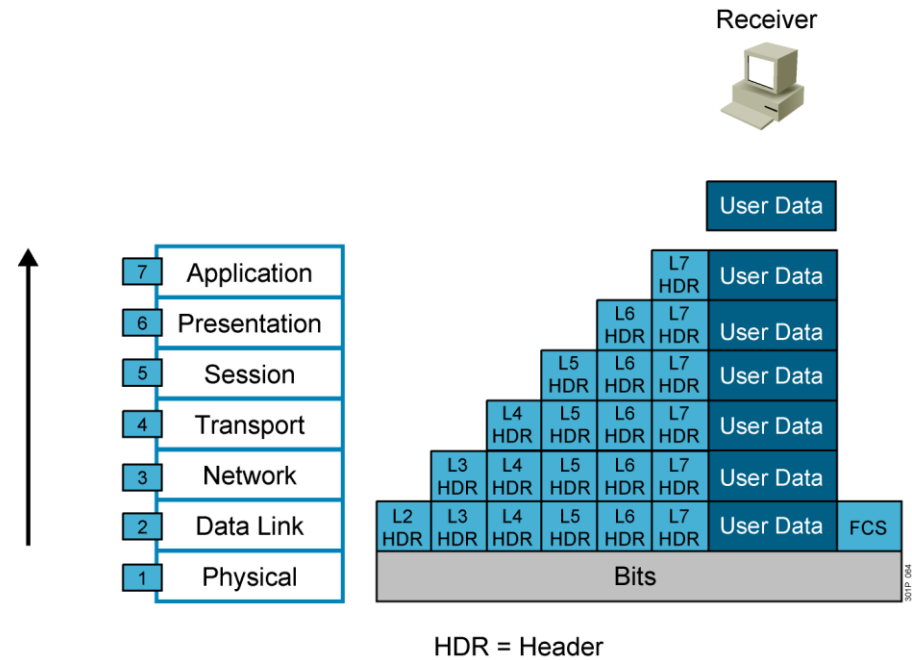 Receiver
User Data
7 Application L7 HDR User Data
6 Presentation L6 HDR L7 HDR User Data
5 Session L5 HDR L6 HDR L7 HDR User Data
4 Transport L4 HDR L5 HDR L6 HDR L7 HDR User Data
3 Network L3 HDR L4 HDR L5 HDR L6 HDR L7 HDR User Data
2 Data Link L2 HDR L3 HDR L4 HDR L5 HDR L6 HDR L7 HDR User Data FCS
1 Physical Bits
301P_064
HDR = Header